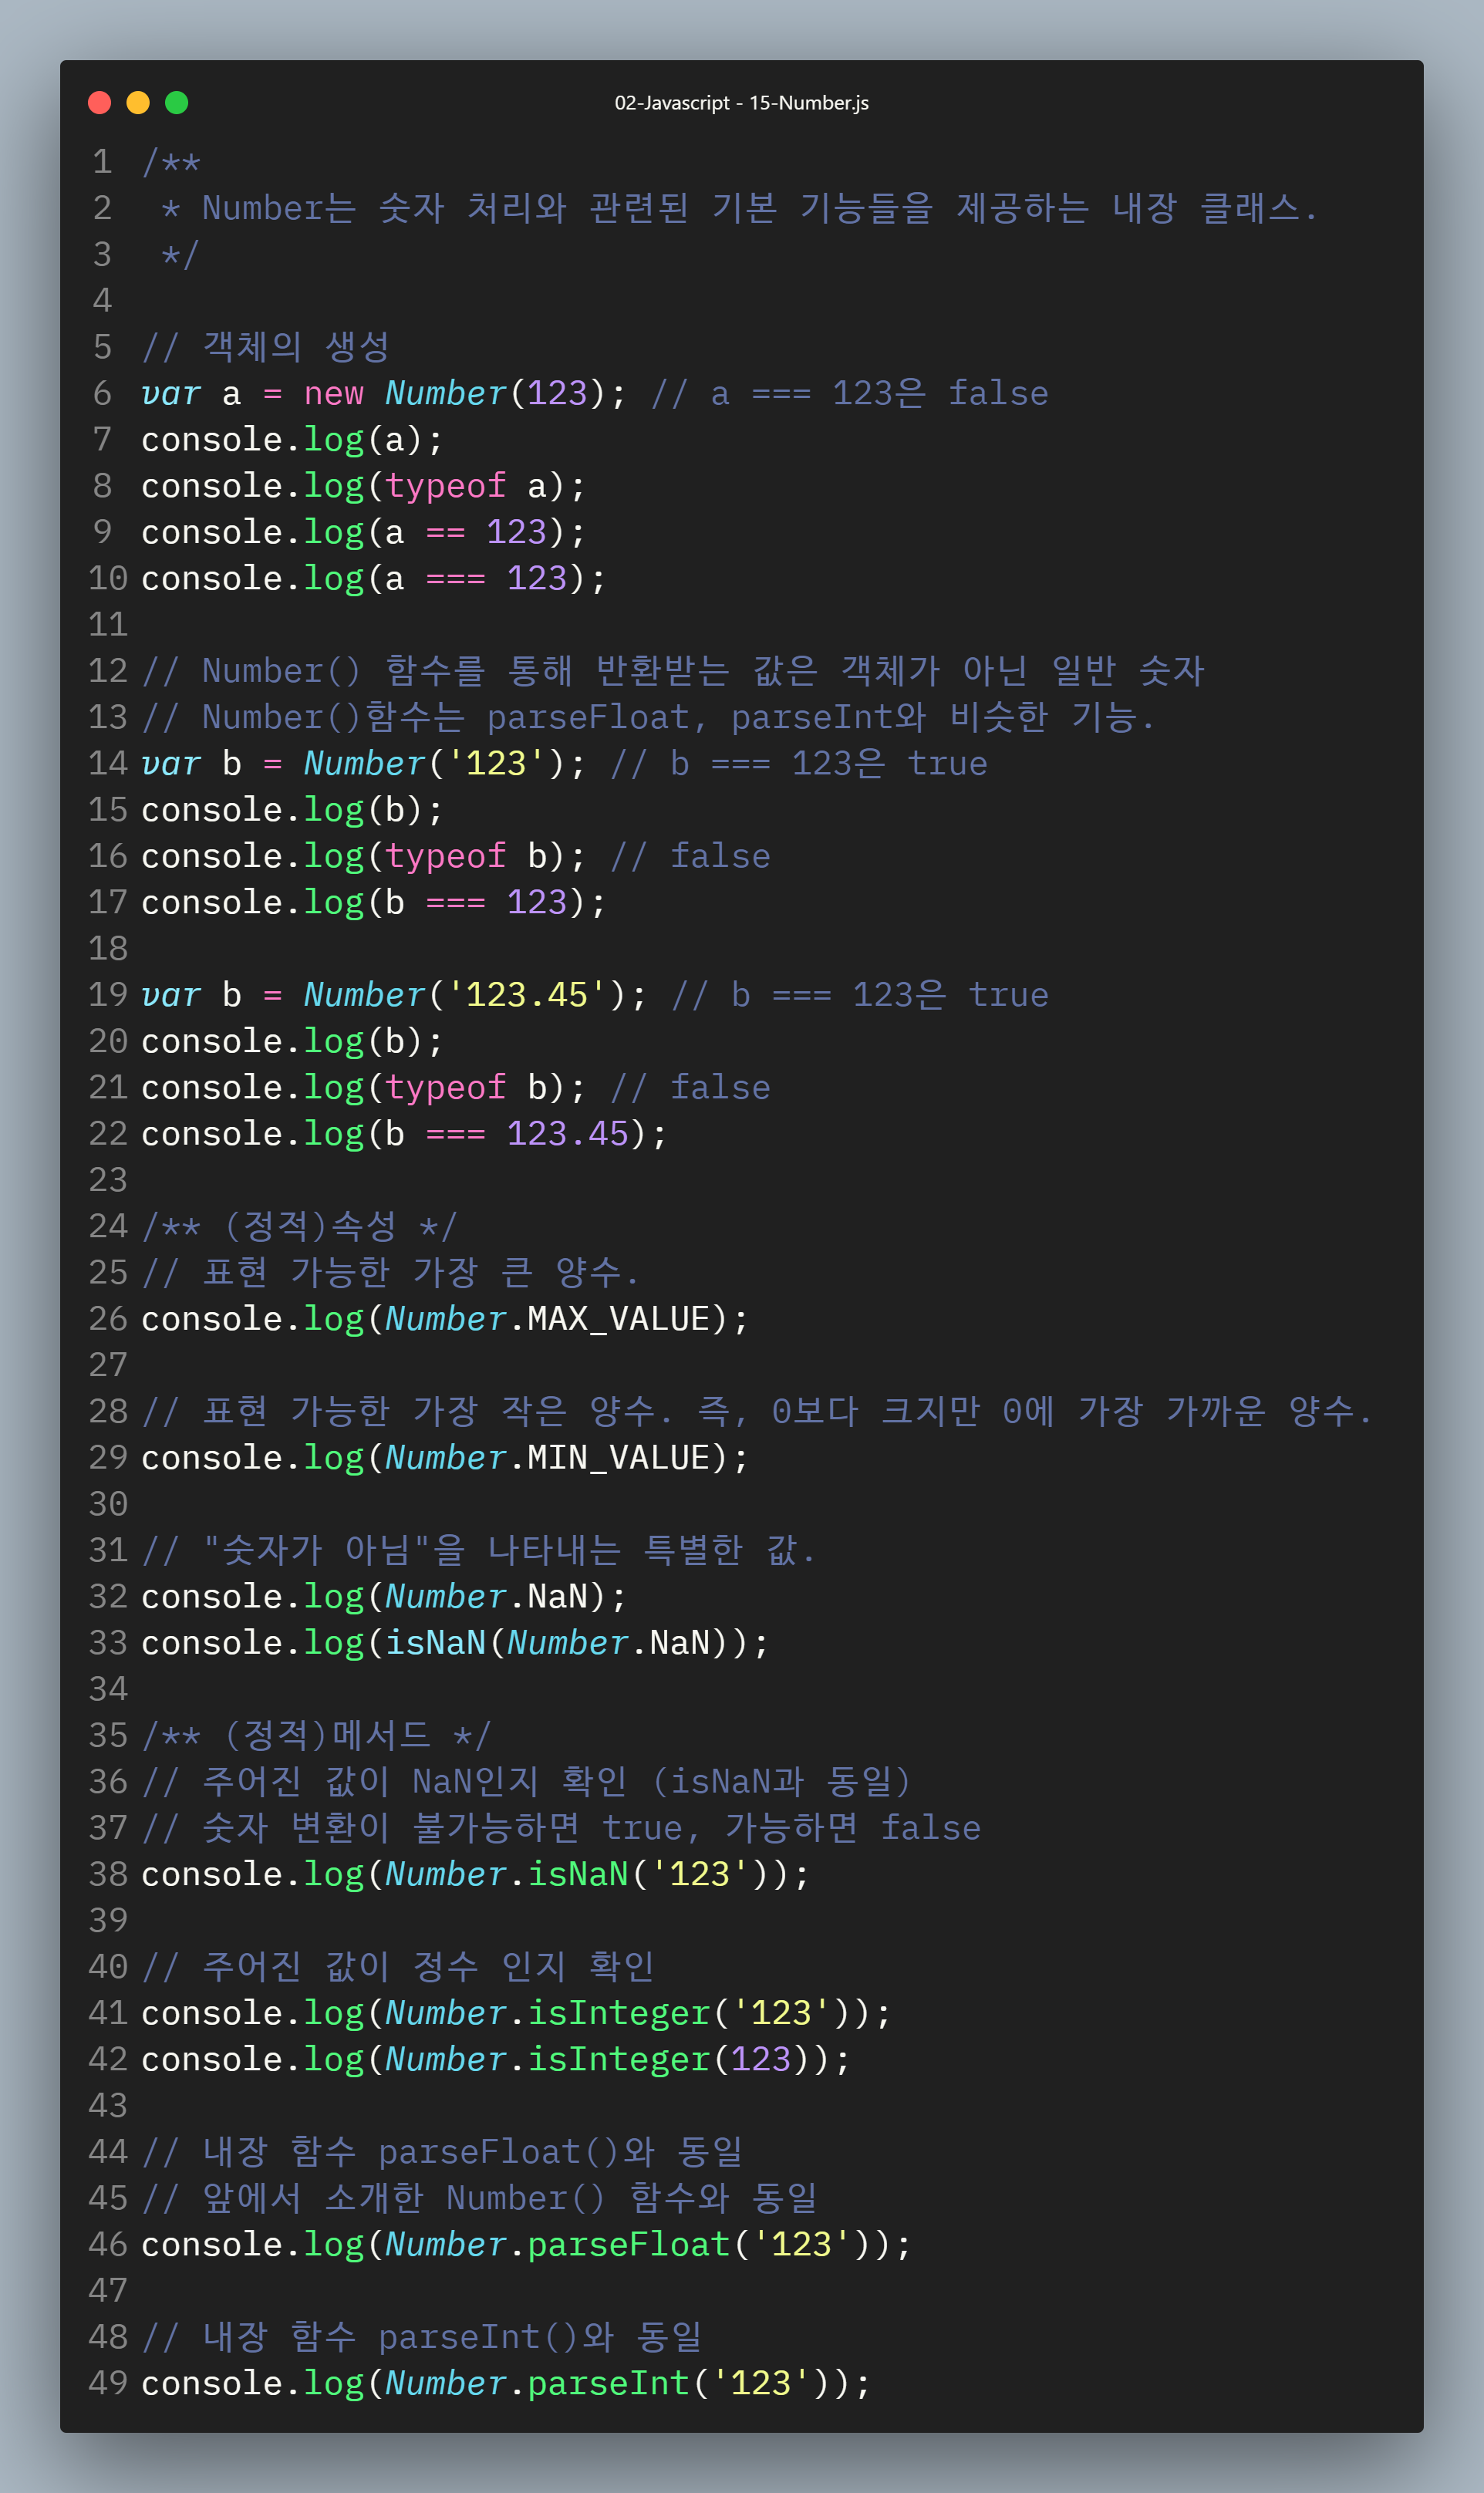 02-Javascript - 15-Number.js
1 /**
2  * Number는 숫자 처리와 관련된 기본 기능들을 제공하는 내장 클래스.
3  */
4
5 // 객체의 생성
6 var a = new Number(123); // a === 123은 false
7 console.log(a);
8 console.log(typeof a);
9 console.log(a == 123);
10 console.log(a === 123);
11
12 // Number() 함수를 통해 반환받는 값은 객체가 아닌 일반 숫자
13 // Number()함수는 parseFloat, parseInt와 비슷한 기능.
14 var b = Number('123'); // b === 123은 true
15 console.log(b);
16 console.log(typeof b); // false
17 console.log(b === 123);
18
19 var b = Number('123.45'); // b === 123은 true
20 console.log(b);
21 console.log(typeof b); // false
22 console.log(b === 123.45);
23
24 /** (정적)속성 */
25 // 표현 가능한 가장 큰 양수.
26 console.log(Number.MAX_VALUE);
27
28 // 표현 가능한 가장 작은 양수. 즉, 0보다 크지만 0에 가장 가까운 양수.
29 console.log(Number.MIN_VALUE);
30
31 // "숫자가 아님"을 나타내는 특별한 값.
32 console.log(Number.NaN);
33 console.log(isNaN(Number.NaN));
34
35 /** (정적)메서드 */
36 // 주어진 값이 NaN인지 확인 (isNaN과 동일)
37 // 숫자 변환이 불가능하면 true, 가능하면 false
38 console.log(Number.isNaN('123'));
39
40 // 주어진 값이 정수 인지 확인
41 console.log(Number.isInteger('123'));
42 console.log(Number.isInteger(123));
43
44 // 내장 함수 parseFloat()와 동일
45 // 앞에서 소개한 Number() 함수와 동일
46 console.log(Number.parseFloat('123'));
47
48 // 내장 함수 parseInt()와 동일
49 console.log(Number.parseInt('123'));